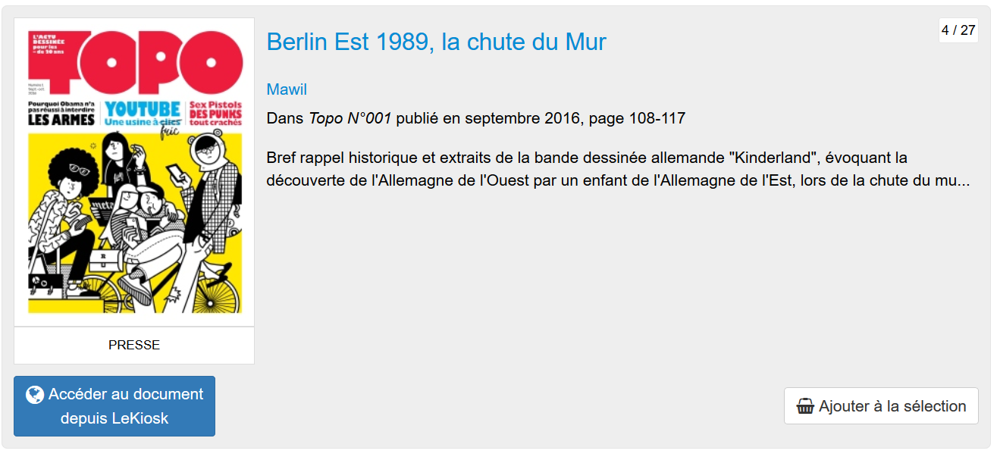 L'ACTU
DESSINÉE
pour les
- de 20 ans
TOPO
Numéro 1
Sept.-oct.
2016
Pourquoi Obama n'a
pas réussi à interdire
LES ARMES
YOUTUBE
Une usine à clics
fric
Sex Pistols
DES PUNKS
tout crachés
PRESSE
Accéder au document
depuis LeKiosk
Berlin Est 1989, la chute du Mur
4 / 27
Mawil
Dans Topo N°001 publié en septembre 2016, page 108-117
Bref rappel historique et extraits de la bande dessinée allemande "Kinderland", évoquant la
découverte de l'Allemagne de l'Ouest par un enfant de l'Allemagne de l'Est, lors de la chute du mu...
Ajouter à la sélection